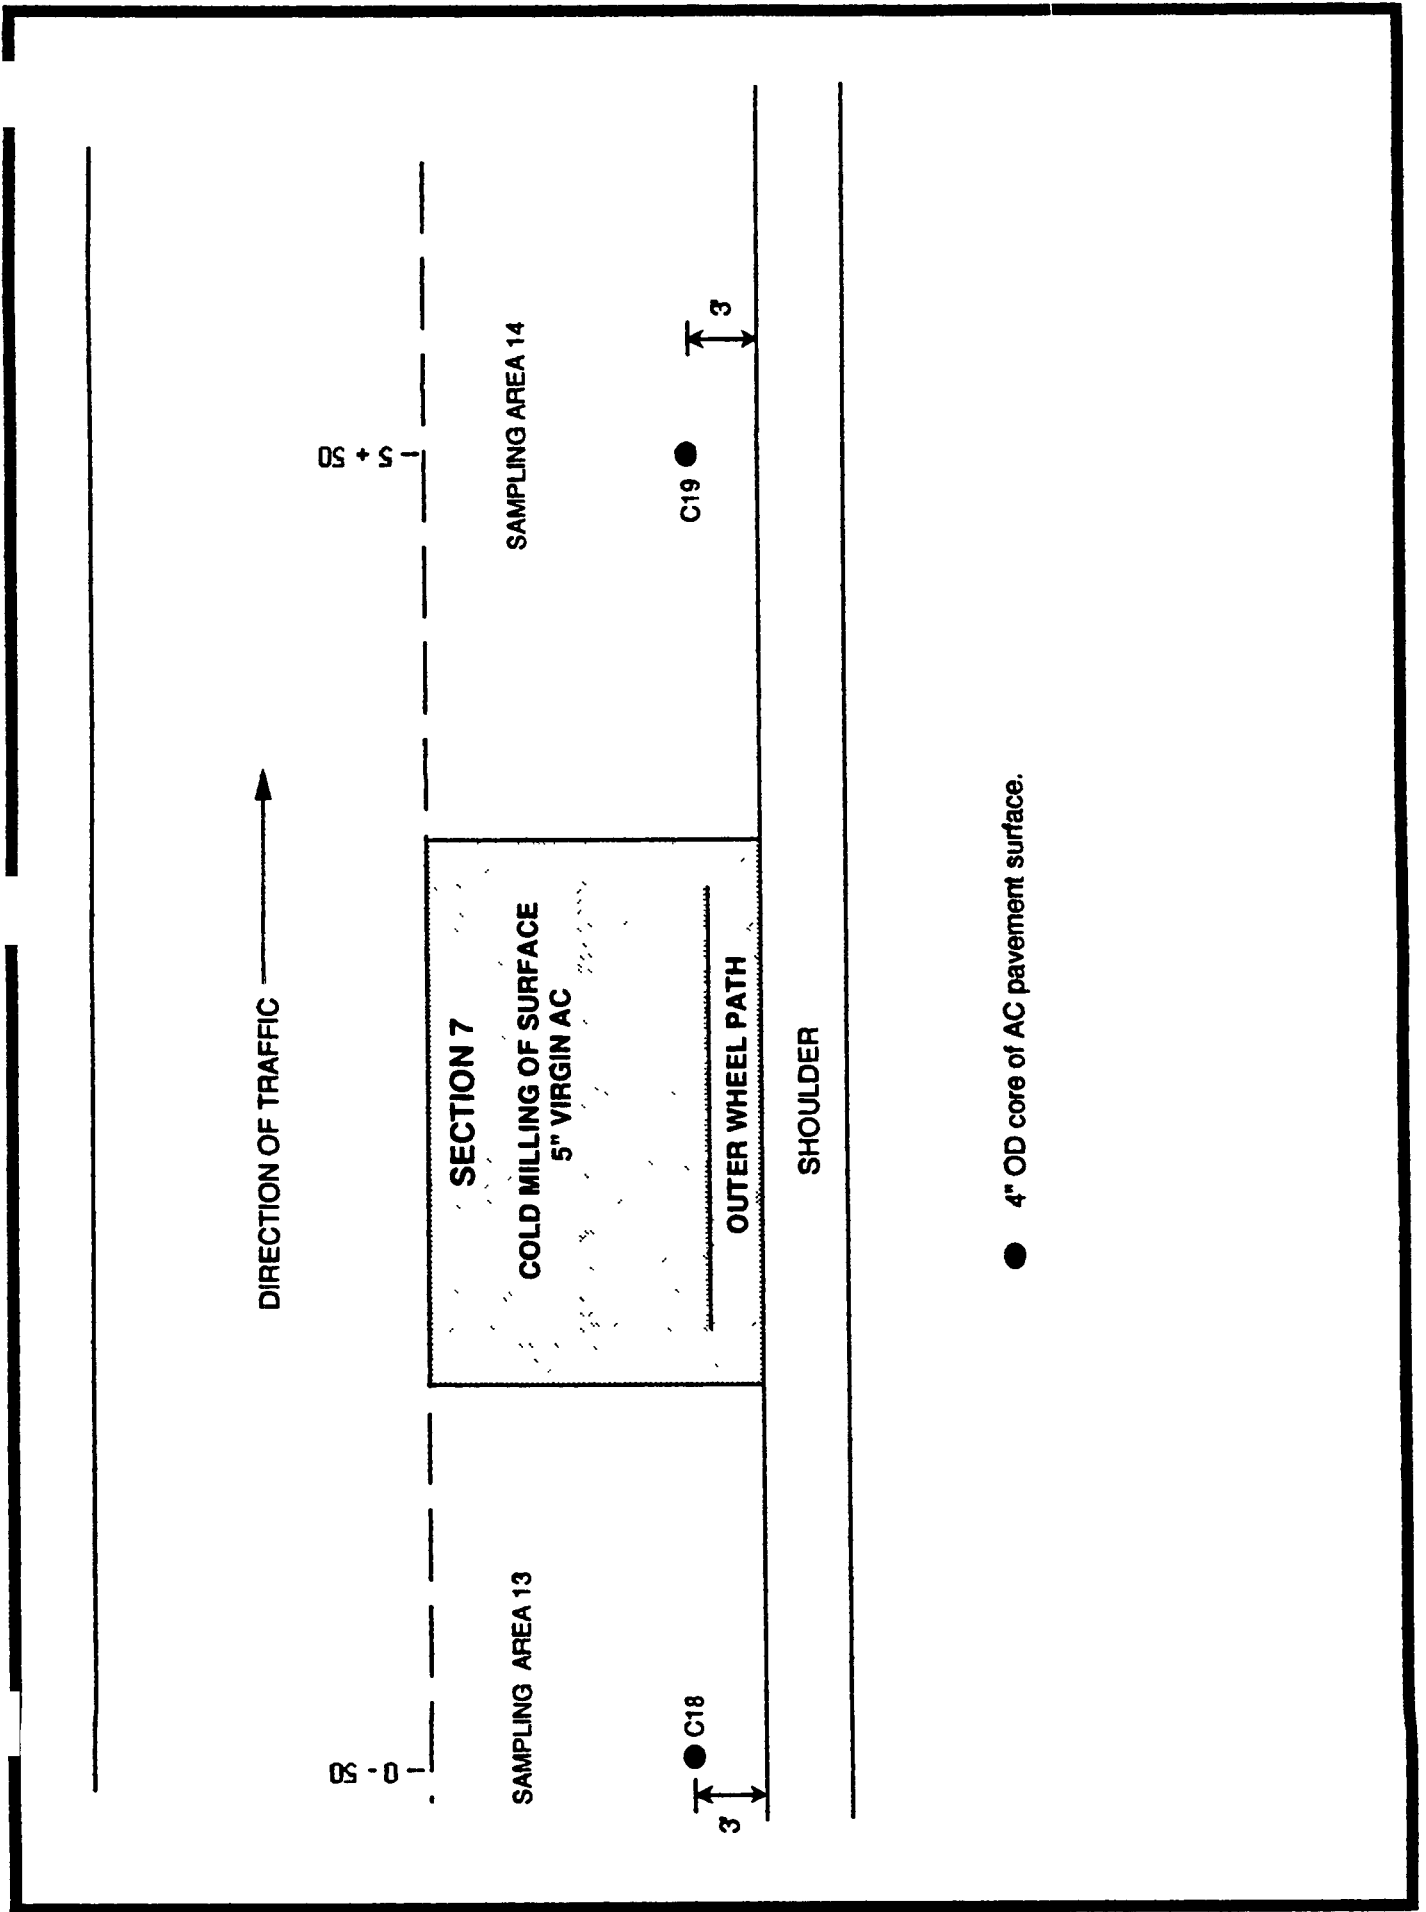 0 - 50
5 + 50
DIRECTION OF TRAFFIC
SAMPLING AREA 13
SECTION 7
COLD MILLING OF SURFACE
5" VIRGIN AC
SAMPLING AREA 14
C18
C19
3'
3'
OUTER WHEEL PATH
SHOULDER
4" OD core of AC pavement surface.